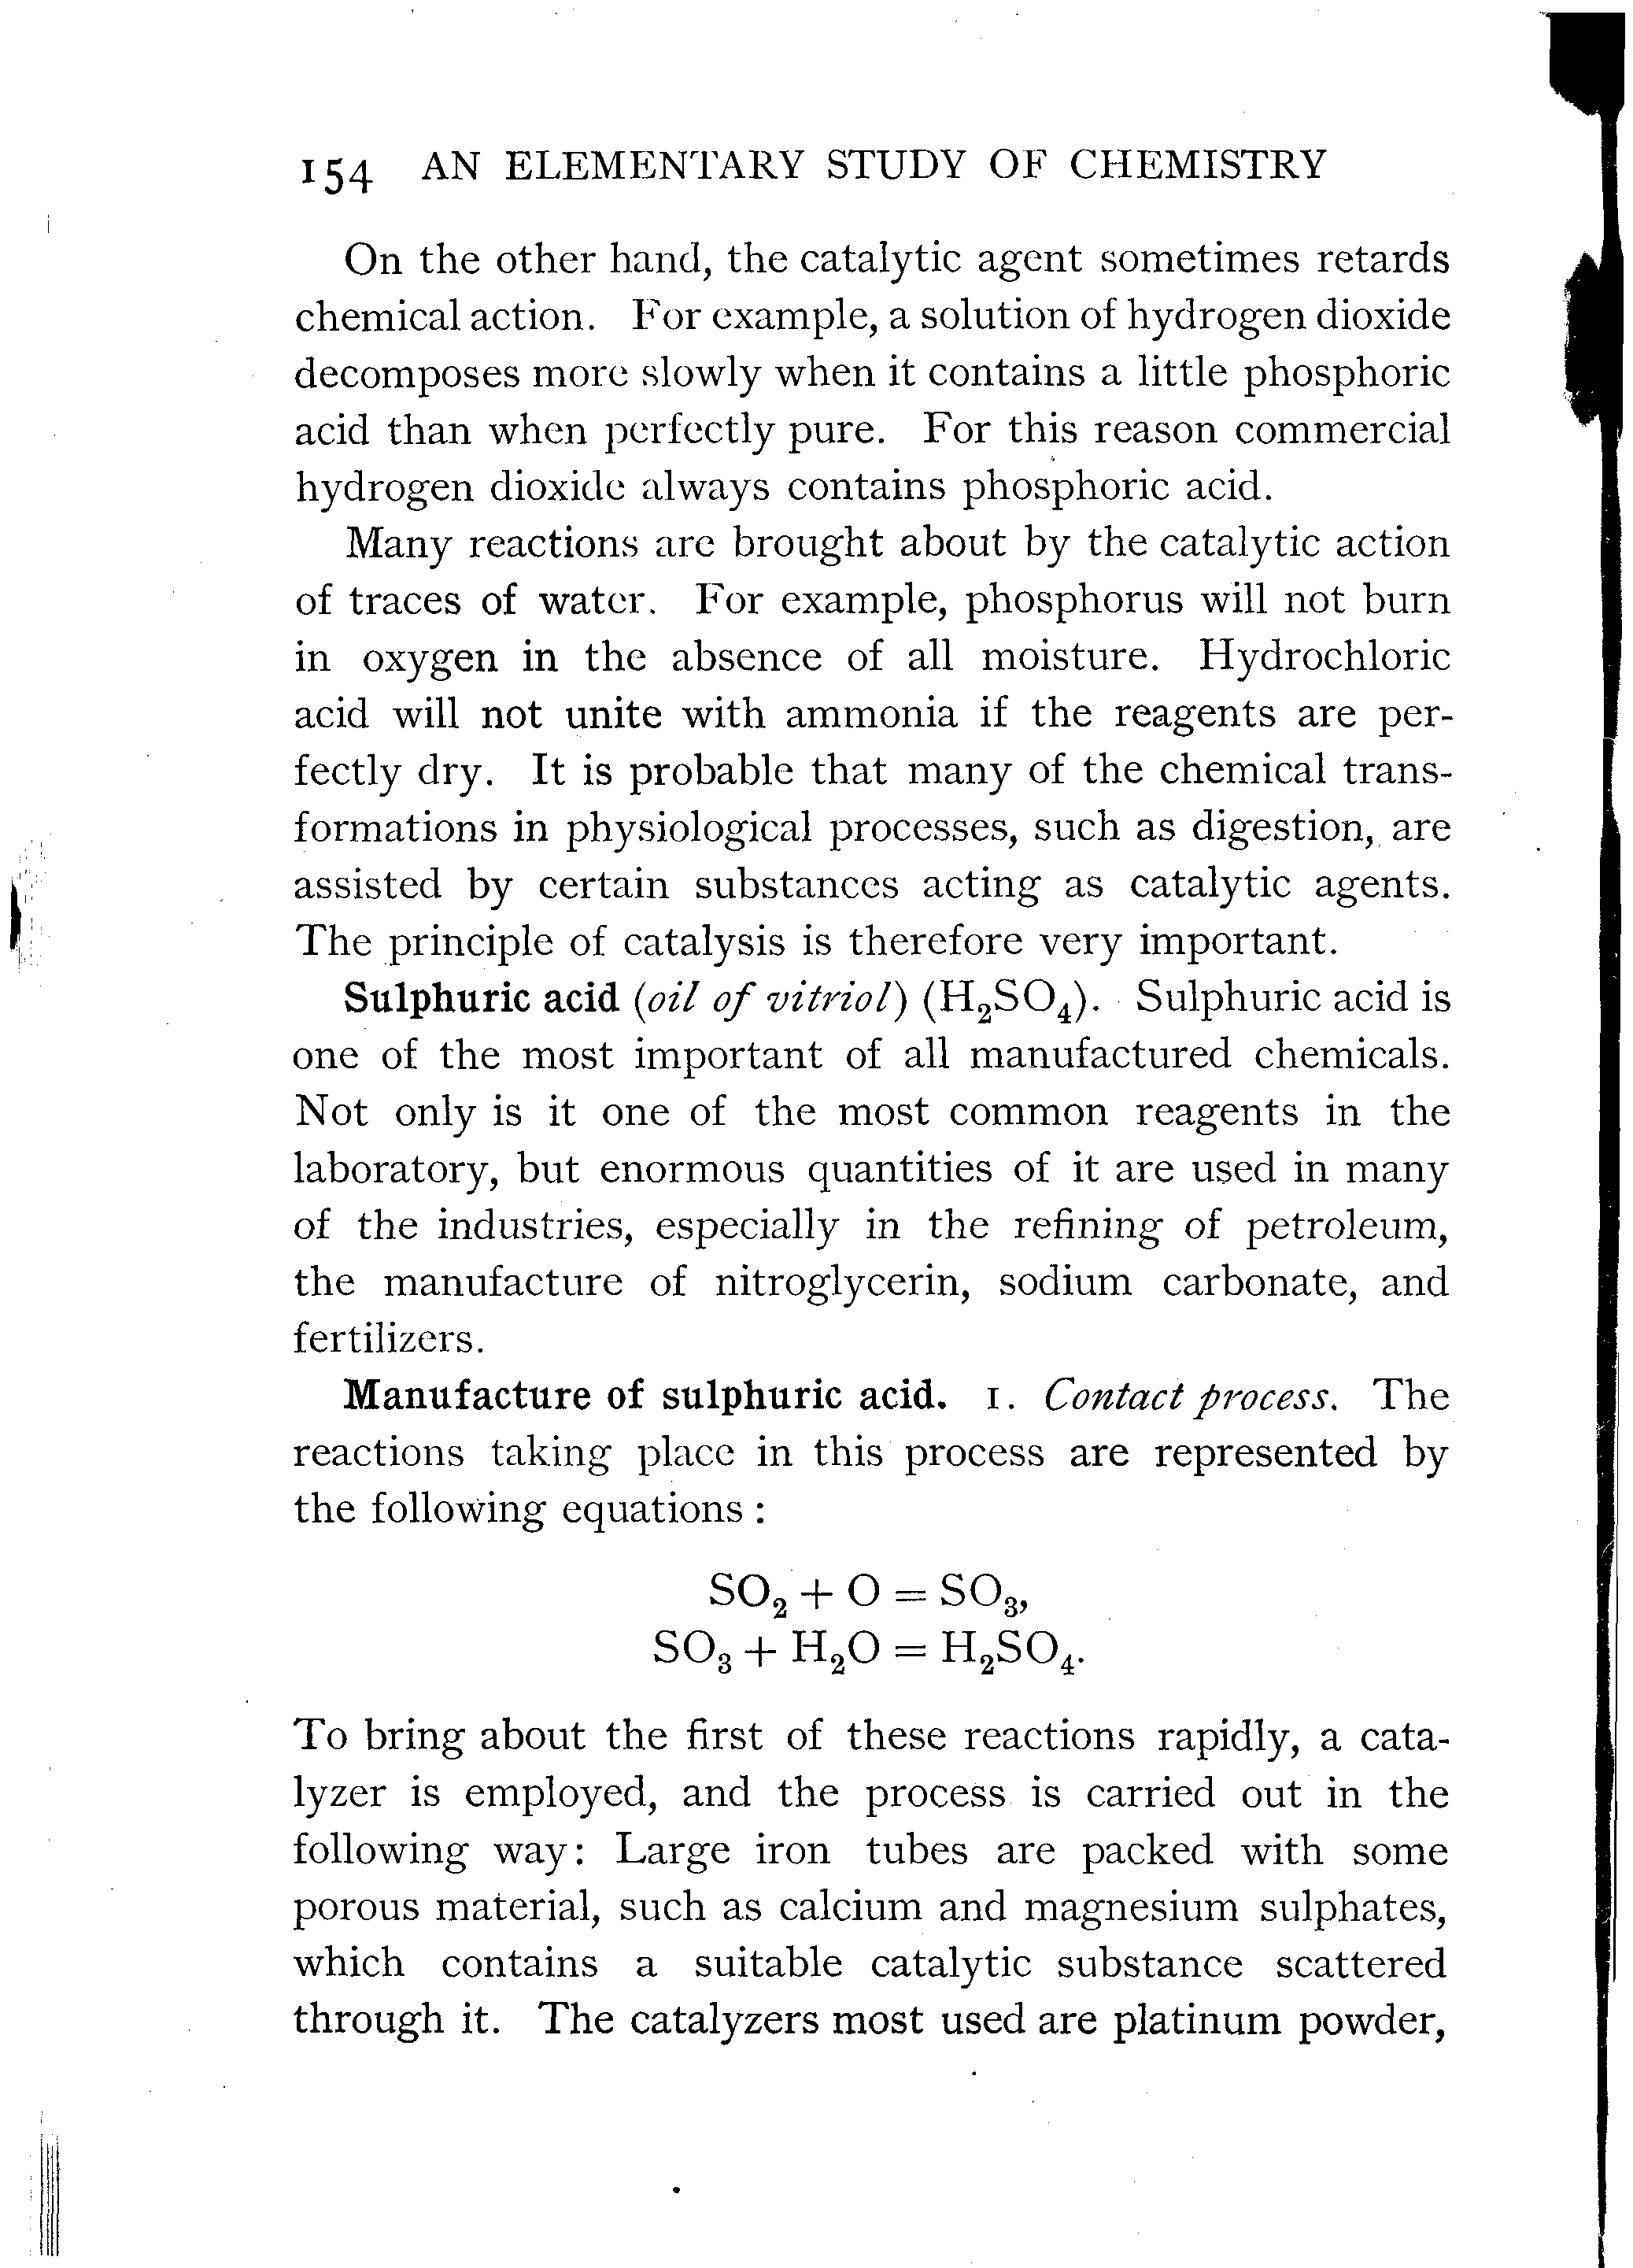 154 AN ELEMENTARY STUDY OF CHEMISTRY
On the other hand, the catalytic agent sometimes retards
chemical action. For example, a solution of hydrogen dioxide
decomposes more slowly when it contains a little phosphoric
acid than when perfectly pure. For this reason commercial
hydrogen dioxide always contains phosphoric acid.
Many reactions are brought about by the catalytic action
of traces of water. For example, phosphorus will not burn
in oxygen in the absence of all moisture. Hydrochloric
acid will not unite with ammonia if the reagents are per-
fectly dry. It is probable that many of the chemical trans-
formations in physiological processes, such as digestion, are
assisted by certain substances acting as catalytic agents.
The principle of catalysis is therefore very important.
Sulphuric acid (oil of vitriol) (H₂SO₄). Sulphuric acid is
one of the most important of all manufactured chemicals.
Not only is it one of the most common reagents in the
laboratory, but enormous quantities of it are used in many
of the industries, especially in the refining of petroleum,
the manufacture of nitroglycerin, sodium carbonate, and
fertilizers.
Manufacture of sulphuric acid. 1. Contact process. The
reactions taking place in this process are represented by
the following equations :
SO₂ + O = SO₃,
SO₃ + H₂O = H₂SO₄.
To bring about the first of these reactions rapidly, a cata-
lyzer is employed, and the process is carried out in the
following way: Large iron tubes are packed with some
porous material, such as calcium and magnesium sulphates,
which contains a suitable catalytic substance scattered
through it. The catalyzers most used are platinum powder,